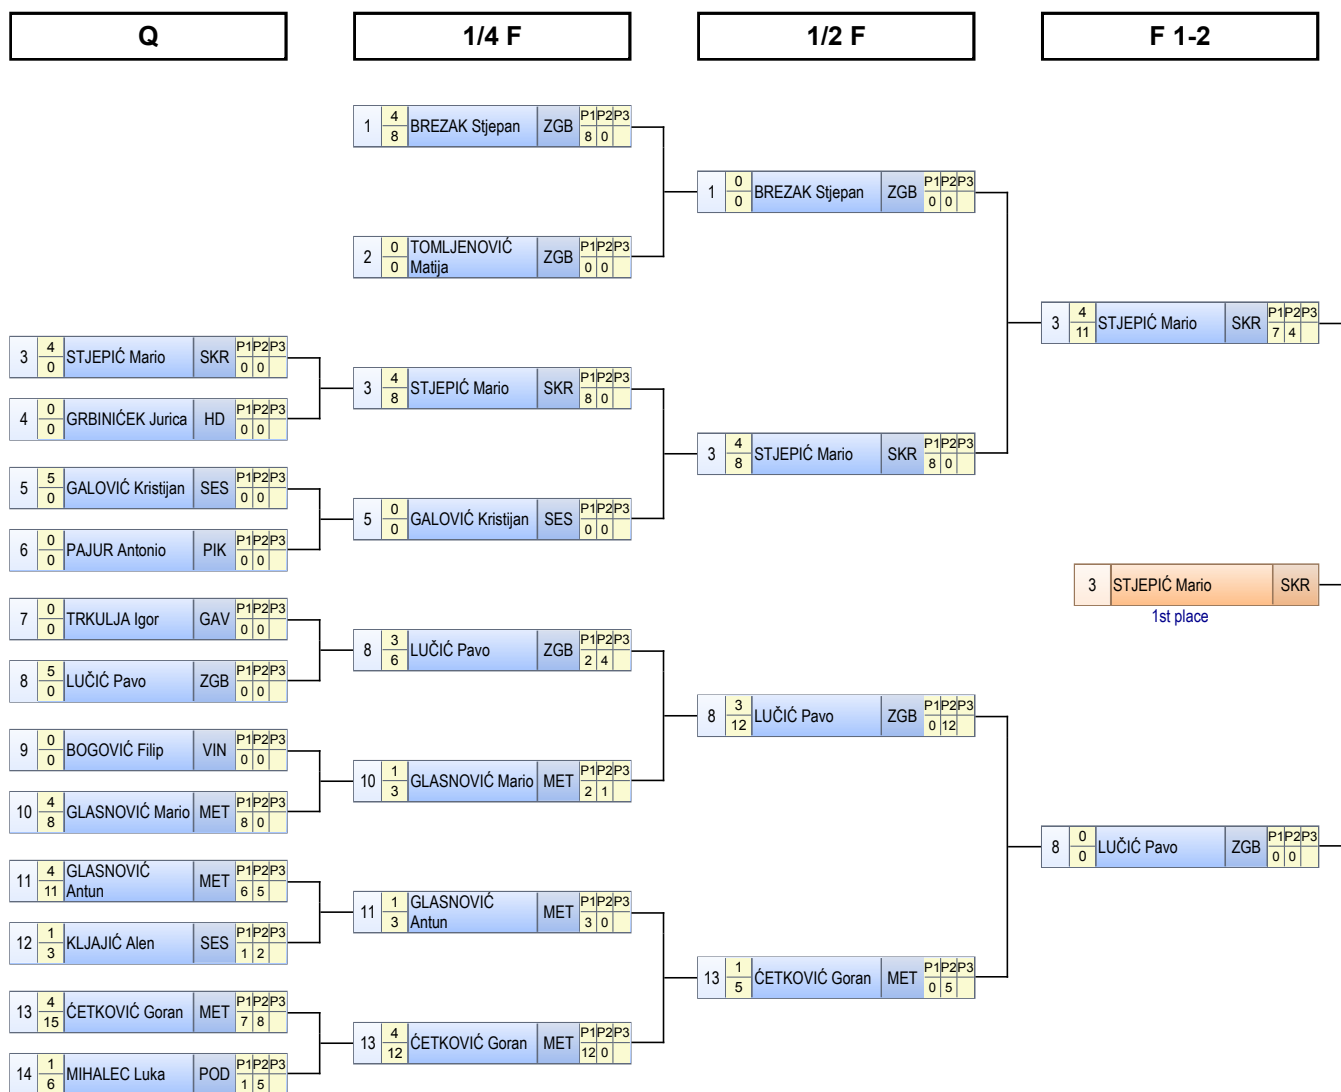 Q
1/4 F
1/2 F
F 1-2
1 4 8 BREZAK Stjepan ZGB P1 P2 P3 8 0
2 0 0 TOMLJENOVIĆ Matija ZGB P1 P2 P3 0 0
1 0 0 BREZAK Stjepan ZGB P1 P2 P3 0 0
3 4 11 STJEPIĆ Mario SKR P1 P2 P3 7 4
3 4 0 STJEPIĆ Mario SKR P1 P2 P3 0 0
4 0 0 GRBINIĆEK Jurica HD P1 P2 P3 0 0
3 4 8 STJEPIĆ Mario SKR P1 P2 P3 8 0
3 4 8 STJEPIĆ Mario SKR P1 P2 P3 8 0
5 5 0 GALOVIĆ Kristijan SES P1 P2 P3 0 0
6 0 0 PAJUR Antonio PIK P1 P2 P3 0 0
5 0 0 GALOVIĆ Kristijan SES P1 P2 P3 0 0
3 STJEPIĆ Mario SKR
1st place
7 0 0 TRKULJA Igor GAV P1 P2 P3 0 0
8 5 0 LUČIĆ Pavo ZGB P1 P2 P3 0 0
8 3 6 LUČIĆ Pavo ZGB P1 P2 P3 2 4
8 3 12 LUČIĆ Pavo ZGB P1 P2 P3 0 12
9 0 0 BOGOVIĆ Filip VIN P1 P2 P3 0 0
10 4 8 GLASNOVIĆ Mario MET P1 P2 P3 8 0
10 1 3 GLASNOVIĆ Mario MET P1 P2 P3 2 1
8 0 0 LUČIĆ Pavo ZGB P1 P2 P3 0 0
11 4 11 GLASNOVIĆ Antun MET P1 P2 P3 6 5
12 1 3 KLJAJIĆ Alen SES P1 P2 P3 1 2
11 1 3 GLASNOVIĆ Antun MET P1 P2 P3 3 0
13 1 5 ĆETKOVIĆ Goran MET P1 P2 P3 0 5
13 4 15 ĆETKOVIĆ Goran MET P1 P2 P3 7 8
14 1 6 MIHALEC Luka POD P1 P2 P3 1 5
13 4 12 ĆETKOVIĆ Goran MET P1 P2 P3 12 0